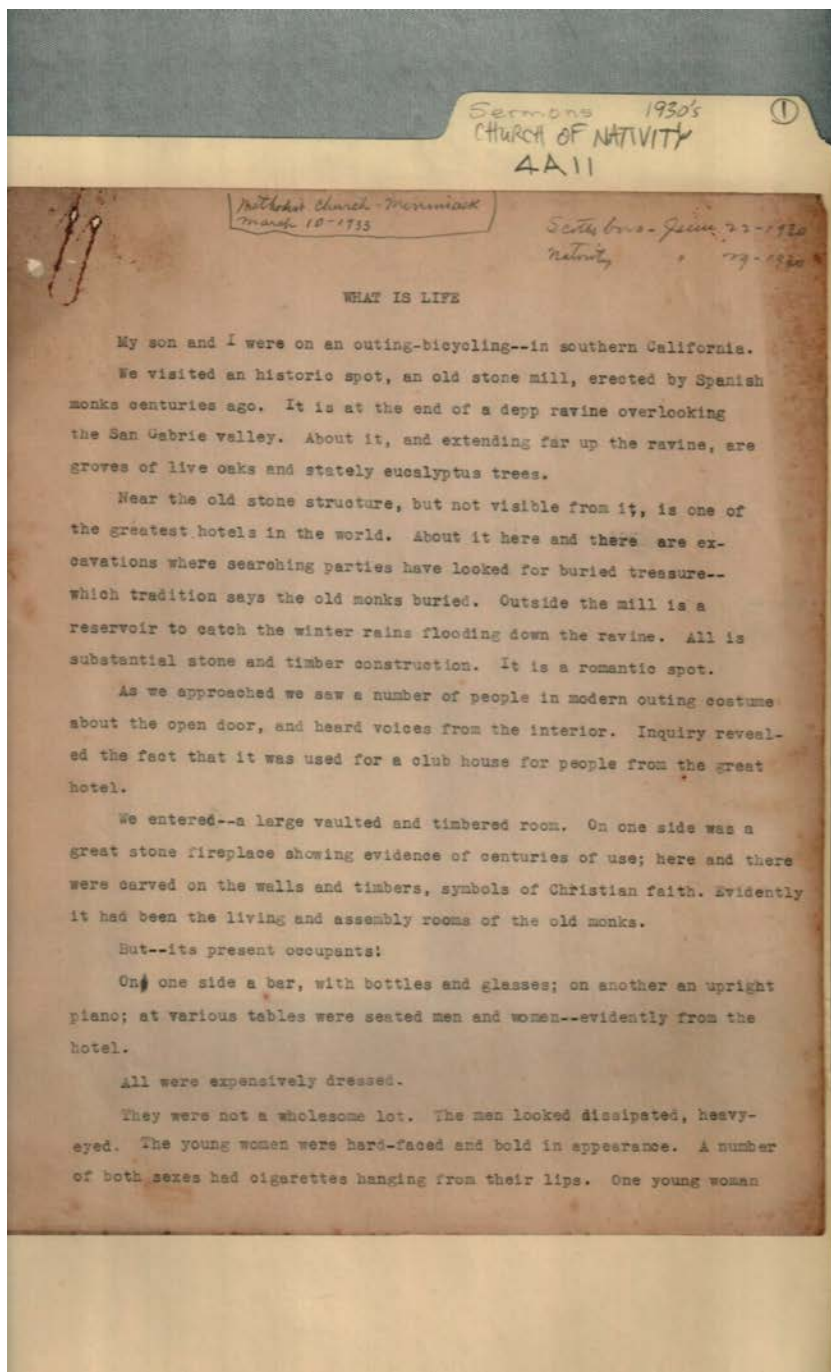 Sermons 1930's ①
CHURCH OF NATIVITY
4A11
Methodist Church - Merrimack
March 10-1933
Scottsboro - June 22-1930
Nativity " 29-1930
WHAT IS LIFE
My son and I were on an outing-bicycling--in southern California.
We visited an historic spot, an old stone mill, erected by Spanish
monks centuries ago. It is at the end of a depp ravine overlooking
the San Gabrie valley. About it, and extending far up the ravine, are
groves of live oaks and stately eucalyptus trees.
Near the old stone structure, but not visible from it, is one of
the greatest hotels in the world. About it here and there are ex-
cavations where searching parties have looked for buried treasure--
which tradition says the old monks buried. Outside the mill is a
reservoir to catch the winter rains flooding down the ravine. All is
substantial stone and timber construction. It is a romantic spot.
As we approached we saw a number of people in modern outing costume
about the open door, and heard voices from the interior. Inquiry reveal-
ed the fact that it was used for a club house for people from the great
hotel.
We entered--a large vaulted and timbered room. On one side was a
great stone fireplace showing evidence of centuries of use; here and there
were carved on the walls and timbers, symbols of Christian faith. Evidently
it had been the living and assembly rooms of the old monks.
But--its present occupants!
On one side a bar, with bottles and glasses; on another an upright
piano; at various tables were seated men and women--evidently from the
hotel.
All were expensively dressed.
They were not a wholesome lot. The men looked dissipated, heavy-
eyed. The young women were hard-faced and bold in appearance. A number
of both sexes had cigarettes hanging from their lips. One young woman